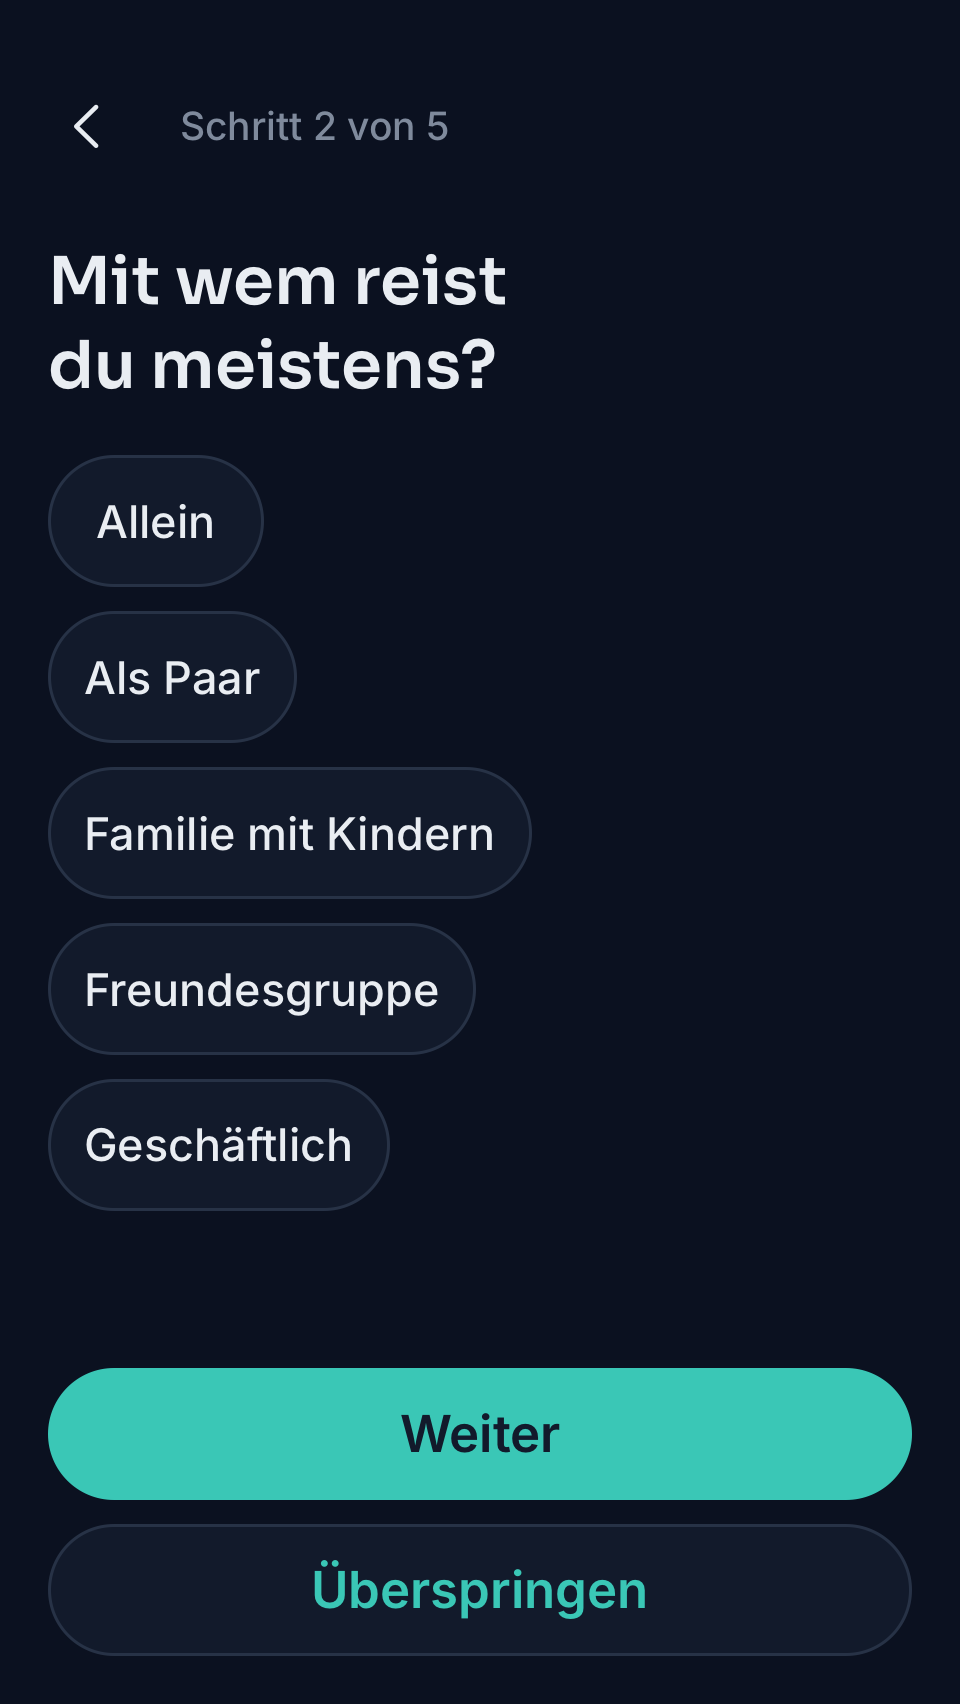 Schritt 2 von 5
Mit wem reist
du meistens?
Allein
Als Paar
Familie mit Kindern
Freundesgruppe
Geschäftlich
Weiter
Überspringen